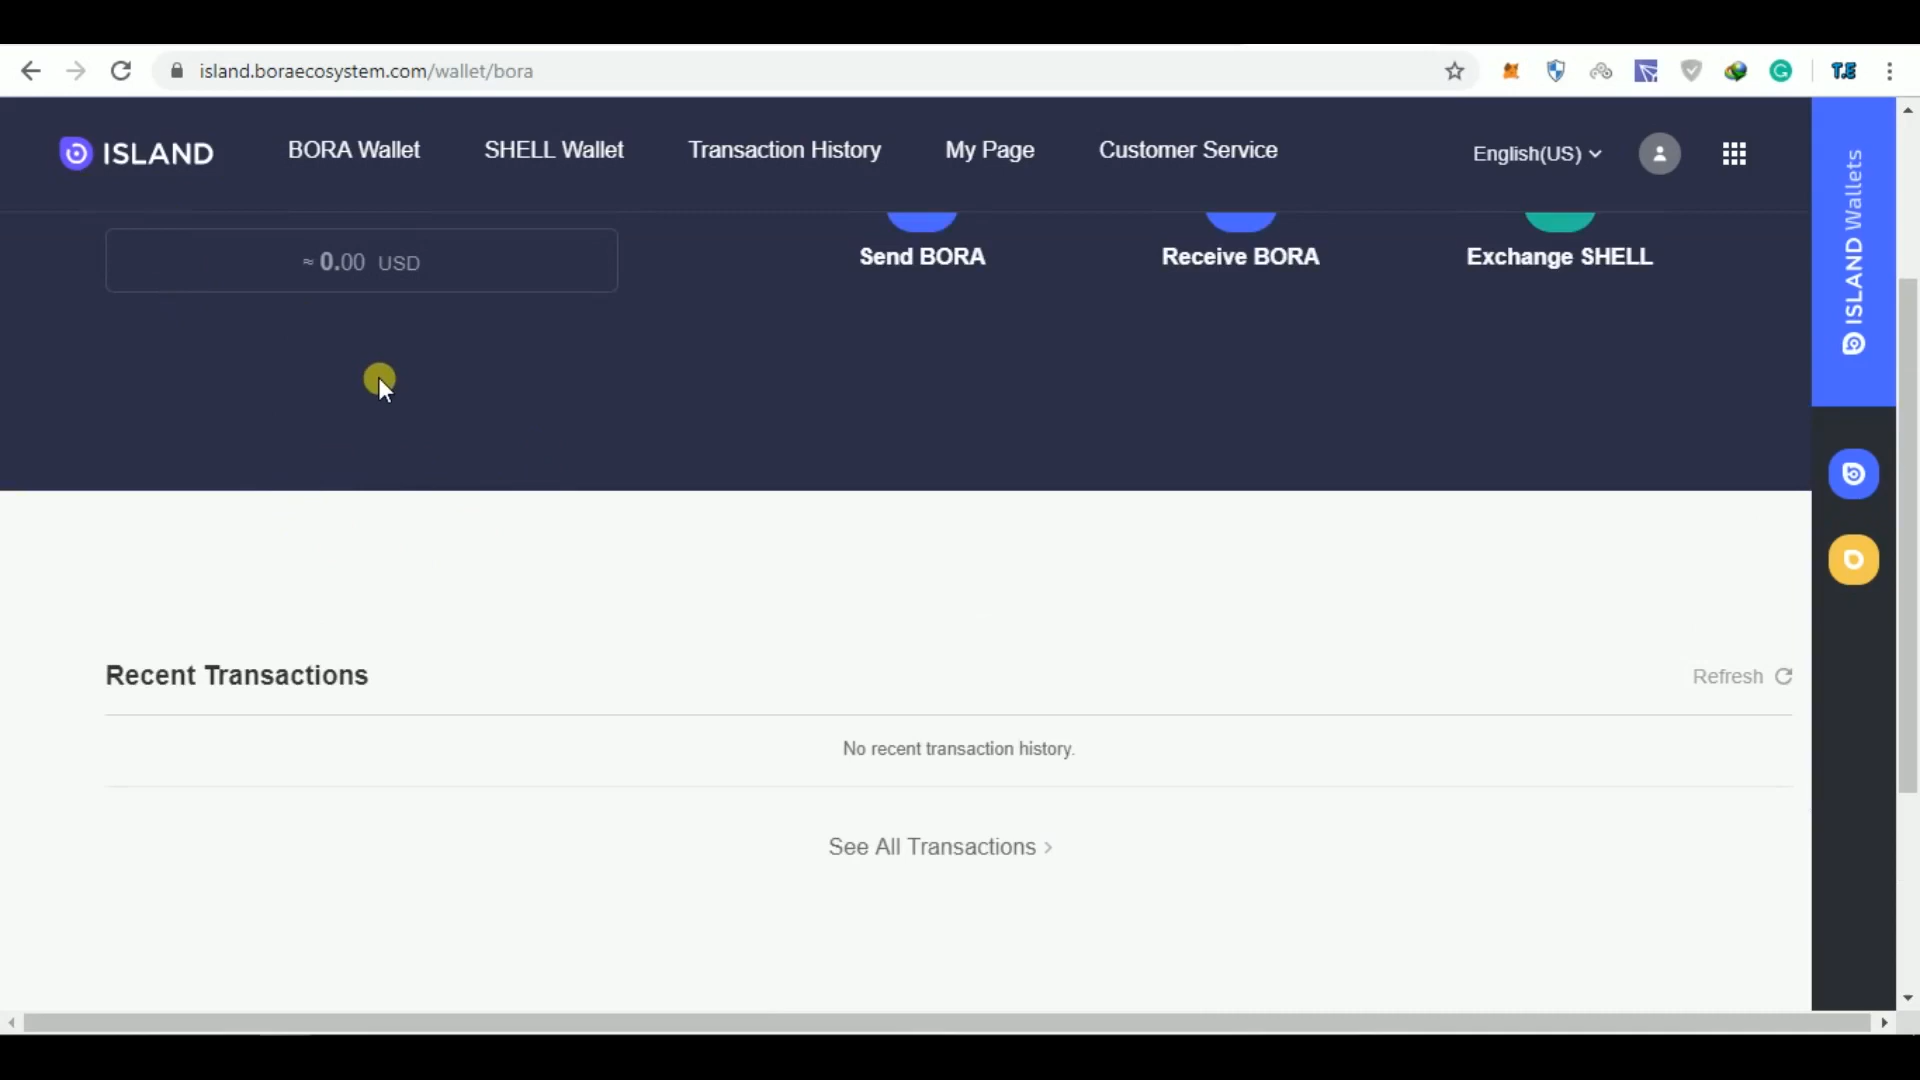 island.boraecosystem.com/wallet/bora
T.E
ISLAND
BORA Wallet
SHELL Wallet
Transaction History
My Page
Customer Service
English(US)
ISLAND Wallets
≈ 0.00 USD
Send BORA
Receive BORA
Exchange SHELL
Recent Transactions
Refresh
No recent transaction history.
See All Transactions >